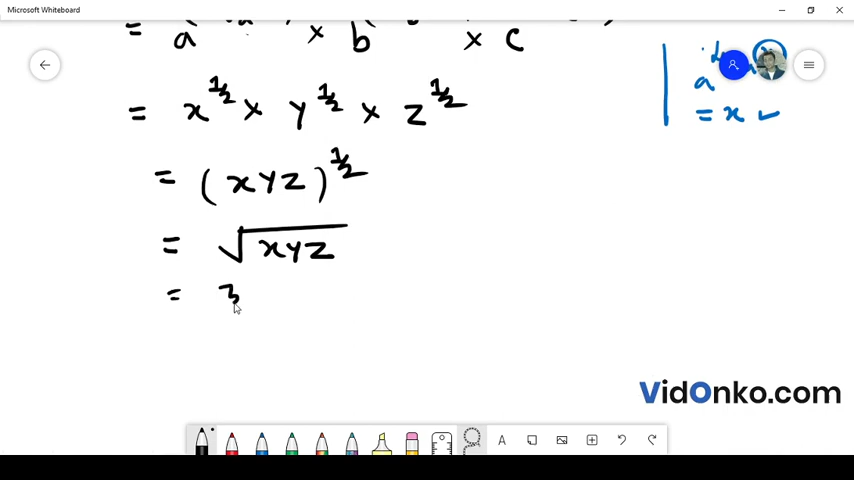 Microsoft Whiteboard
= a × b × c
= x^½ × y^½ × z^½
= (xyz)^½
= √xyz
= 3
a
= x ✓
VidOnko.com
A